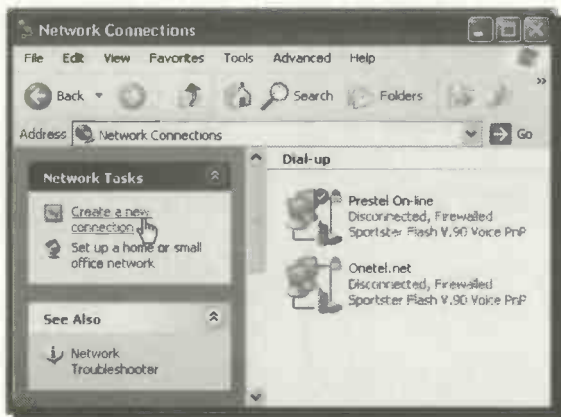 Network Connections
File Edit View Favorites Tools Advanced Help
Back Search Folders »
Address Network Connections Go
Network Tasks
Create a new
connection
Set up a home or small
office network
See Also
Network
Troubleshooter
Dial-up
Prestel On-line
Disconnected, Firewalled
Sportster Flash V.90 Voice PnP
Onetel.net
Disconnected, Firewalled
Sportster Flash V.90 Voice PnP